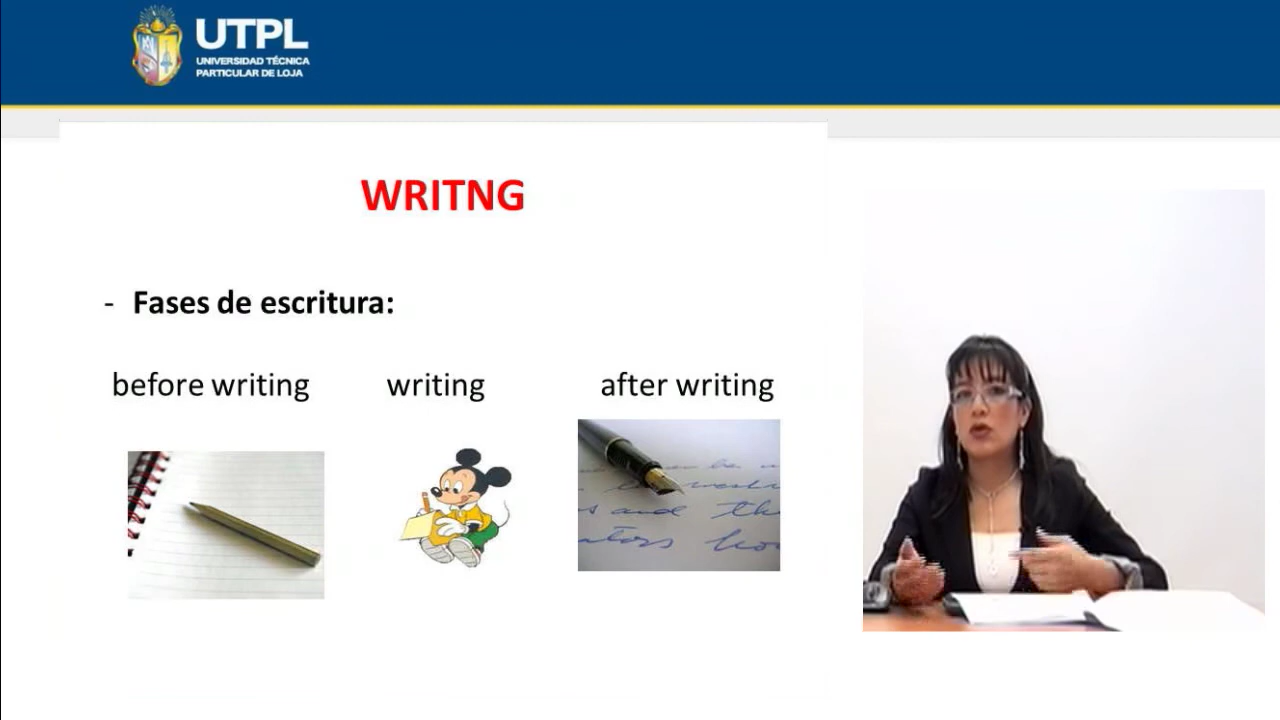 UTPL
UNIVERSIDAD TÉCNICA
PARTICULAR DE LOJA
WRITNG
- Fases de escritura:
before writing writing after writing